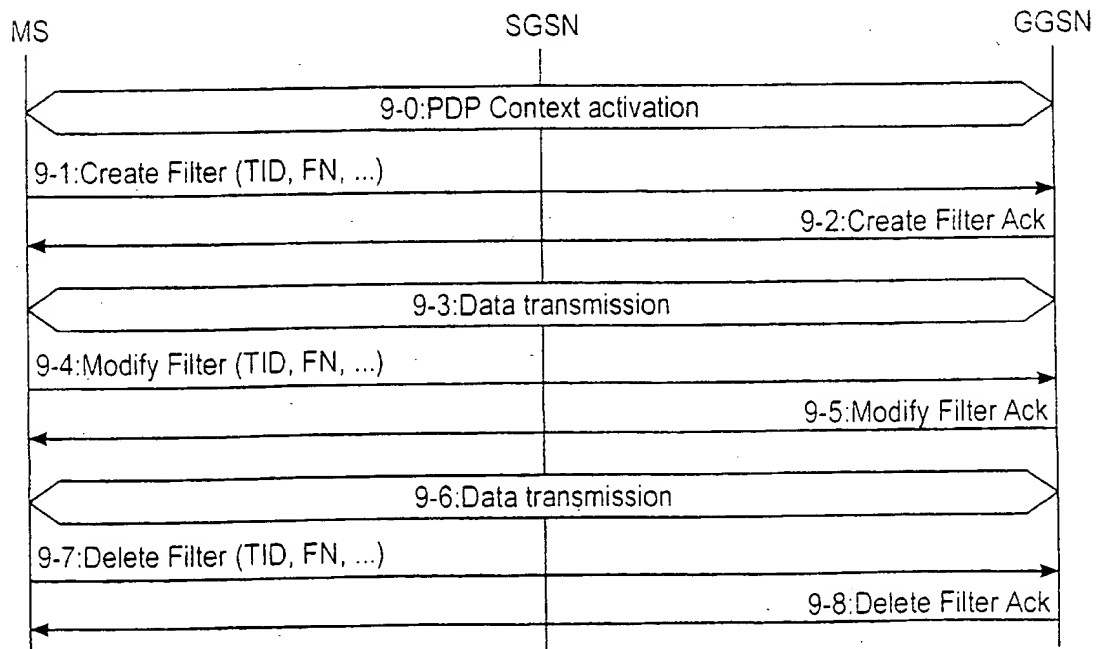 MS SGSN GGSN
9-0:PDP Context activation
9-1:Create Filter (TID, FN, ...)
9-2:Create Filter Ack
9-3:Data transmission
9-4:Modify Filter (TID, FN, ...)
9-5:Modify Filter Ack
9-6:Data transmission
9-7:Delete Filter (TID, FN, ...)
9-8:Delete Filter Ack